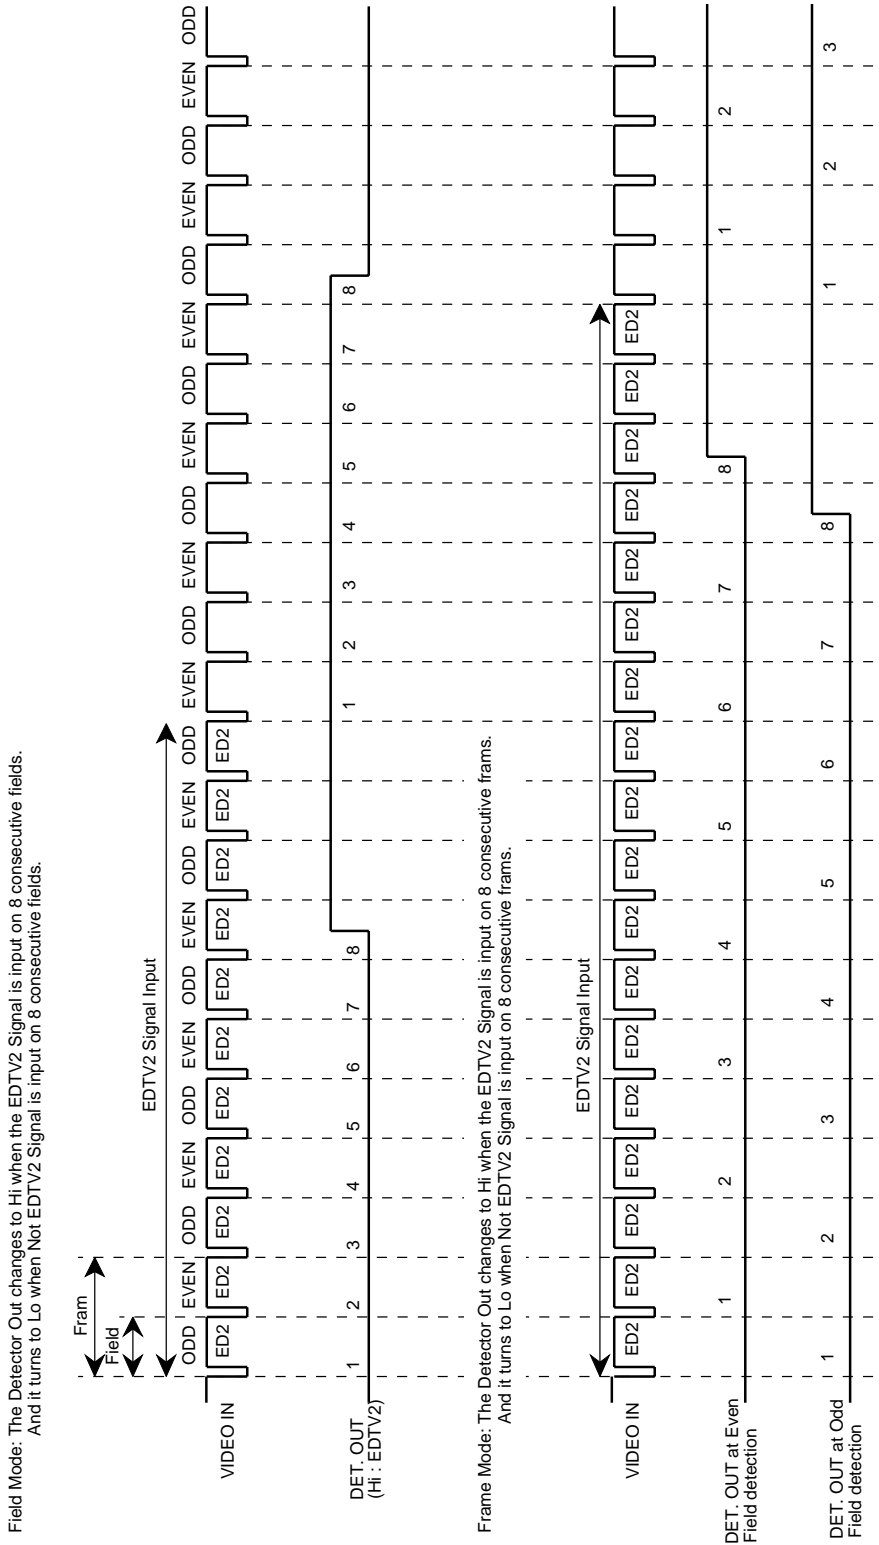 Field Mode: The Detector Out changes to Hi when the EDTV2 Signal is input on 8 consecutive fields.
And it turns to Lo when Not EDTV2 Signal is input on 8 consecutive fields.
Fram
Field
EDTV2 Signal Input
ODD EVEN ODD EVEN ODD EVEN ODD EVEN ODD EVEN ODD EVEN ODD EVEN ODD EVEN ODD EVEN ODD EVEN ODD EVEN ODD
VIDEO IN ED2 ED2 ED2 ED2 ED2 ED2 ED2 ED2 ED2 ED2 ED2
DET. OUT 1 2 3 4 5 6 7 8 1 2 3 4 5 6 7 8
(Hi : EDTV2)
Frame Mode: The Detector Out changes to Hi when the EDTV2 Signal is input on 8 consecutive frams.
And it turns to Lo when Not EDTV2 Signal is input on 8 consecutive frams.
EDTV2 Signal Input
VIDEO IN ED2 ED2 ED2 ED2 ED2 ED2 ED2 ED2 ED2 ED2 ED2 ED2 ED2 ED2 ED2 ED2 ED2 ED2
DET. OUT at Even 1 2 3 4 5 6 7 8 1 2
Field detection
DET. OUT at Odd 1 2 3 4 5 6 7 8 1 2 3
Field detection